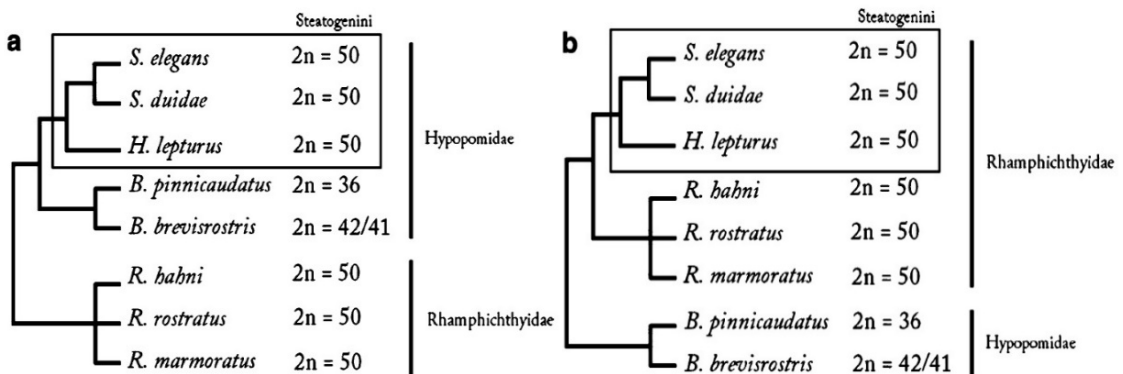 a
Steatogenini
S. elegans 2n = 50
S. duidae 2n = 50
H. lepturus 2n = 50
Hypopomidae
B. pinnicaudatus 2n = 36
B. brevisrostris 2n = 42/41
R. hahni 2n = 50
R. rostratus 2n = 50
Rhamphichthyidae
R. marmoratus 2n = 50
b
Steatogenini
S. elegans 2n = 50
S. duidae 2n = 50
H. lepturus 2n = 50
Rhamphichthyidae
R. hahni 2n = 50
R. rostratus 2n = 50
R. marmoratus 2n = 50
B. pinnicaudatus 2n = 36
Hypopomidae
B. brevisrostris 2n = 42/41